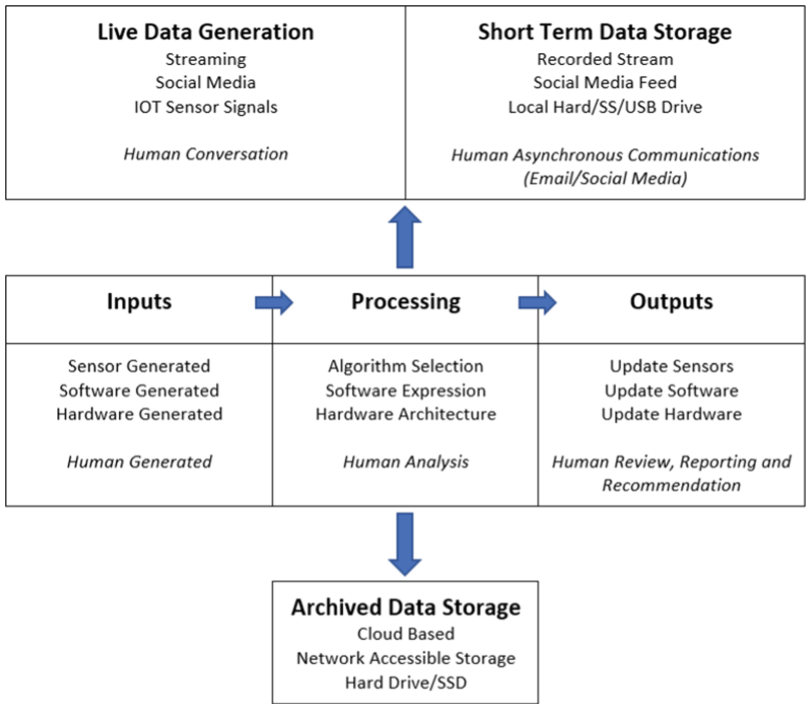 Live Data Generation
Streaming
Social Media
IOT Sensor Signals
Human Conversation
Short Term Data Storage
Recorded Stream
Social Media Feed
Local Hard/SS/USB Drive
Human Asynchronous Communications
(Email/Social Media)
Inputs
Processing
Outputs
Sensor Generated
Software Generated
Hardware Generated
Human Generated
Algorithm Selection
Software Expression
Hardware Architecture
Human Analysis
Update Sensors
Update Software
Update Hardware
Human Review, Reporting and
Recommendation
Archived Data Storage
Cloud Based
Network Accessible Storage
Hard Drive/SSD